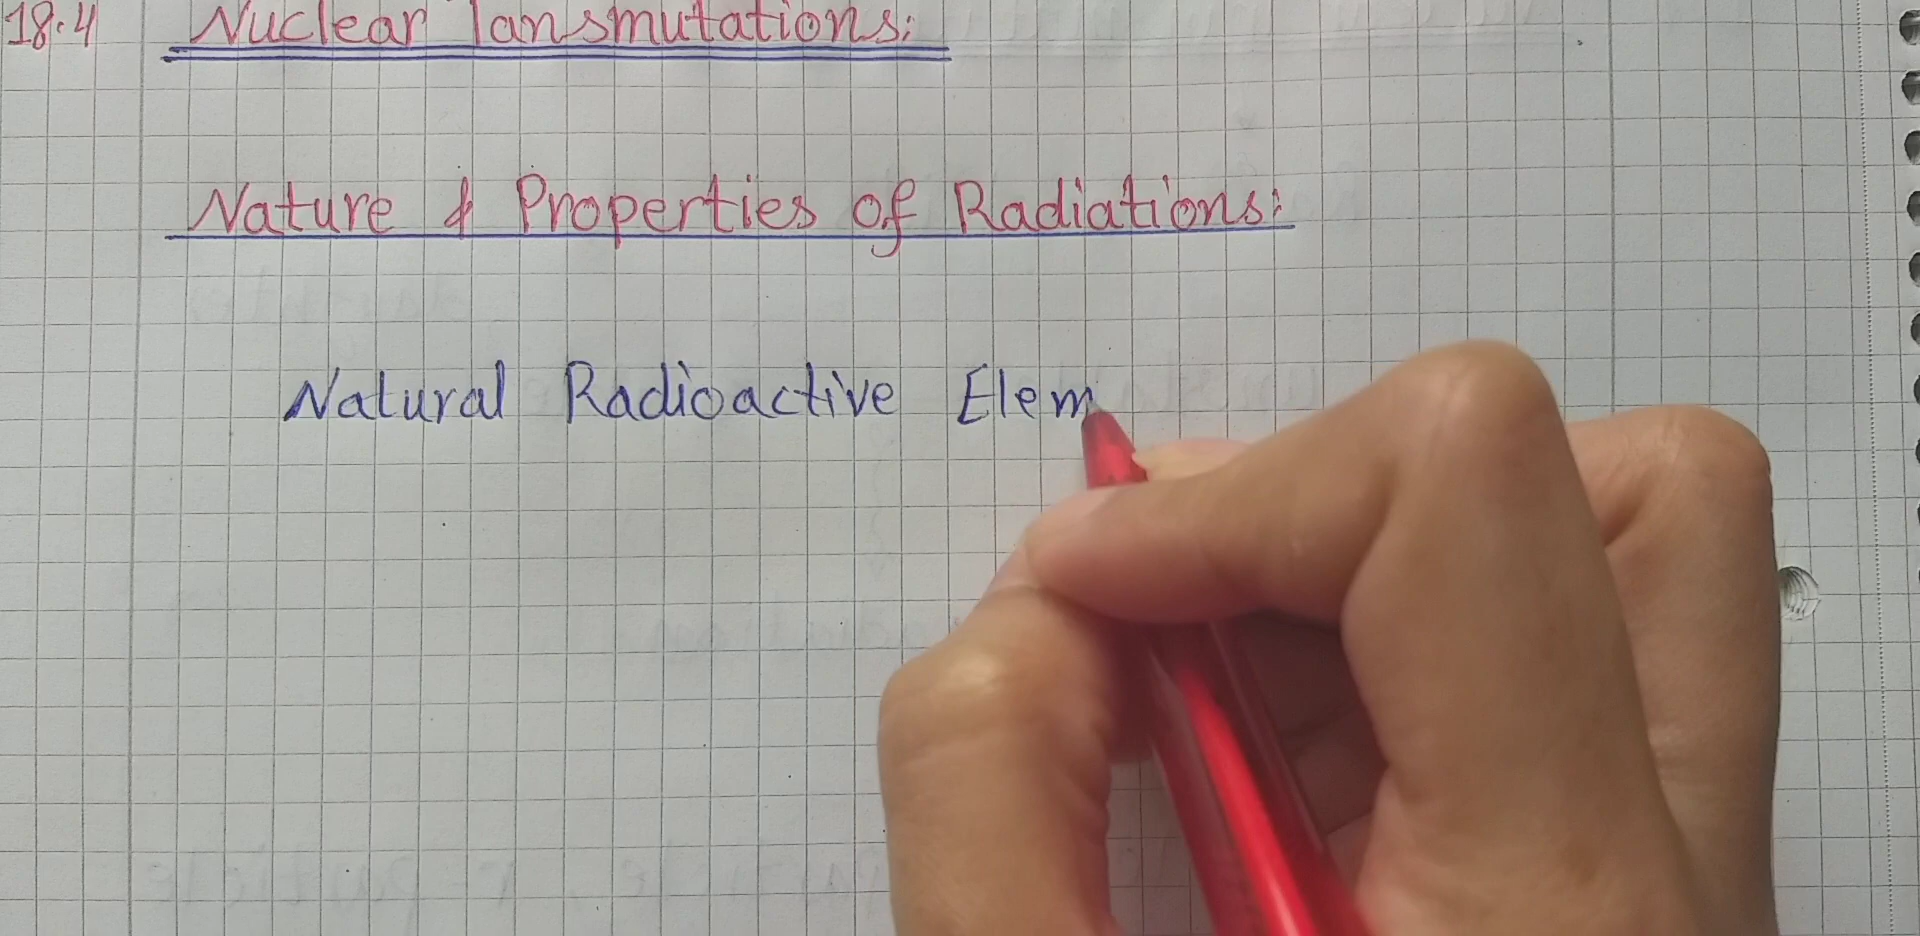 18.4 Nuclear Tansmutations:
Nature & Properties of Radiations:
Natural Radioactive Elem